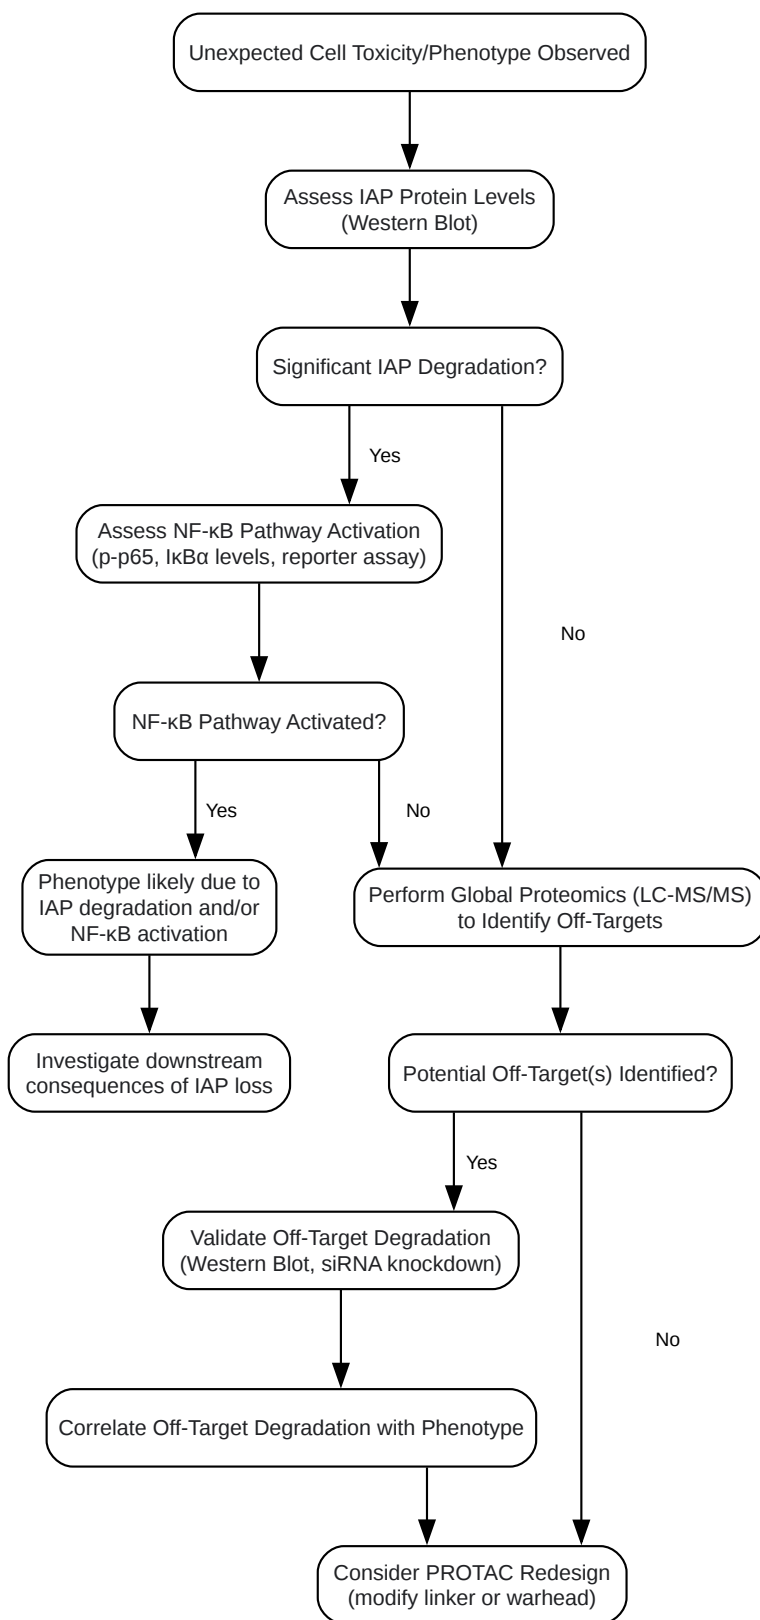 Unexpected Cell Toxicity/Phenotype Observed
Assess IAP Protein Levels
(Western Blot)
Significant IAP Degradation?
Yes
Assess NF-κB Pathway Activation
(p-p65, IκBα levels, reporter assay)
No
NF-κB Pathway Activated?
Yes
No
Phenotype likely due to
IAP degradation and/or
NF-κB activation
Perform Global Proteomics (LC-MS/MS)
to Identify Off-Targets
Investigate downstream
consequences of IAP loss
Potential Off-Target(s) Identified?
Yes
Validate Off-Target Degradation
(Western Blot, siRNA knockdown)
No
Correlate Off-Target Degradation with Phenotype
Consider PROTAC Redesign
(modify linker or warhead)